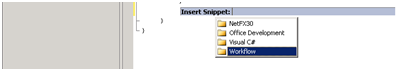 Insert Snippet:
}
NetFX30
Office Development
}
Visual C#
Workflow